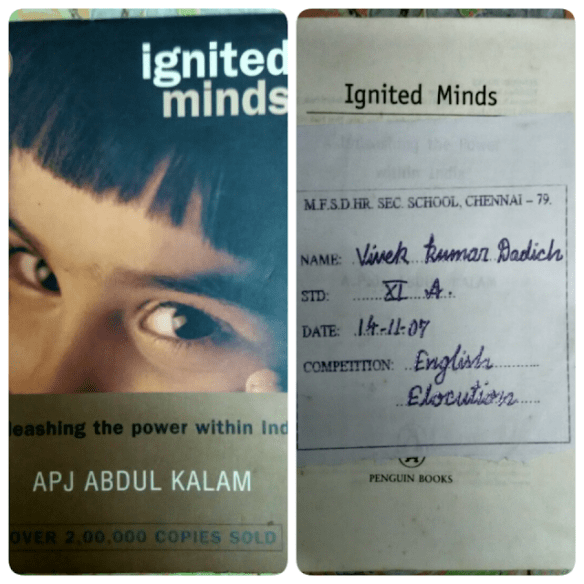 ignited
minds
leashing the power within Ind
APJ ABDUL KALAM
OVER 2,00,000 COPIES SOLD
Ignited Minds
M.F.S.D. HR. SEC. SCHOOL, CHENNAI – 79.
NAME: Vivek Kumar Dadich
STD: XI A.
DATE: 14-11-07
COMPETITION: English
Elocution
PENGUIN BOOKS